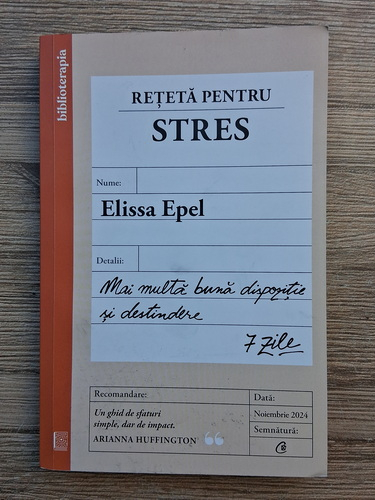 biblioterapia
REȚETĂ PENTRU
STRES
Nume:
Elissa Epel
Detalii:
Mai multă bună dispoziție
și destindere
7 zile
Recomandare:
Un ghid de sfaturi
simple, dar de impact.
ARIANNA HUFFINGTON
Dată:
Noiembrie 2024
Semnătură: